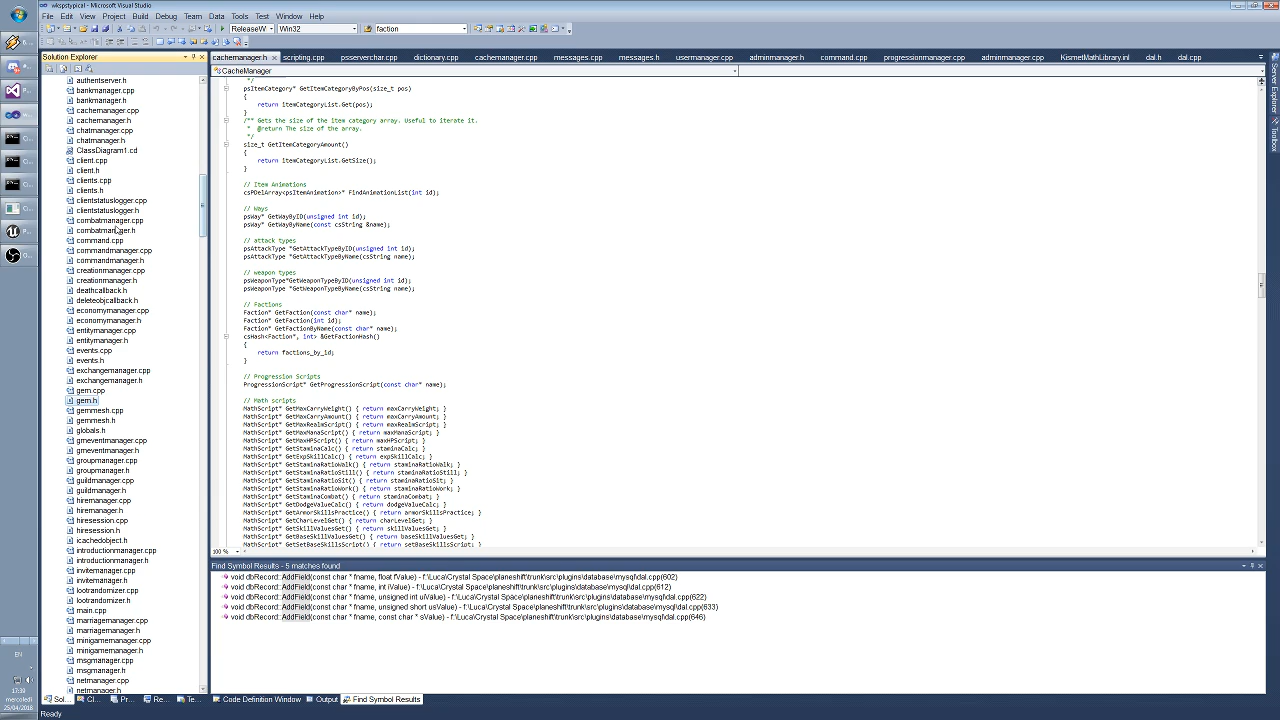 wkspstypical - Microsoft Visual Studio
File Edit View Project Build Debug Team Data Tools Test Window Help
ReleaseW Win32 faction
Solution Explorer
cachemanager.h scripting.cpp psserverchar.cpp dictionary.cpp cachemanager.cpp messages.cpp messages.h usermanager.cpp adminmanager.h command.cpp progressionmanager.cpp adminmanager.cpp KismetMathLibrary.inl dal.h dal.cpp
CacheManager
authentserver.h
bankmanager.cpp
bankmanager.h
cachemanager.cpp
cachemanager.h
chatmanager.cpp
chatmanager.h
ClassDiagram1.cd
client.cpp
client.h
clients.cpp
clients.h
clientstatuslogger.cpp
clientstatuslogger.h
combatmanager.cpp
combatmanager.h
command.cpp
commandmanager.cpp
commandmanager.h
creationmanager.cpp
creationmanager.h
deathcallback.h
deleteobjcallback.h
economymanager.cpp
economymanager.h
entitymanager.cpp
entitymanager.h
events.cpp
events.h
exchangemanager.cpp
exchangemanager.h
gem.cpp
gem.h
gemmesh.cpp
gemmesh.h
globals.h
gmeventmanager.cpp
gmeventmanager.h
groupmanager.cpp
groupmanager.h
guildmanager.cpp
guildmanager.h
hiremanager.cpp
hiremanager.h
hiresession.cpp
hiresession.h
icachedobject.h
introductionmanager.cpp
introductionmanager.h
invitemanager.cpp
invitemanager.h
lootrandomizer.cpp
lootrandomizer.h
main.cpp
marriagemanager.cpp
marriagemanager.h
minigamemanager.cpp
minigamemanager.h
msgmanager.cpp
msgmanager.h
netmanager.cpp
netmanager.h
*/
psItemCategory* GetItemCategoryByPos(size_t pos)
{
return itemCategoryList.Get(pos);
}
/** Gets the size of the item category array. Useful to iterate it.
* @return The size of the array.
*/
size_t GetItemCategoryAmount()
{
return itemCategoryList.GetSize();
}
// Item Animations
csPDelArray<psItemAnimation>* FindAnimationList(int id);
// Ways
psWay* GetWayByID(unsigned int id);
psWay* GetWayByName(const csString &name);
// attack types
psAttackType *GetAttackTypeByID(unsigned int id);
psAttackType *GetAttackTypeByName(csString name);
// weapon types
psWeaponType*GetWeaponTypeByID(unsigned int id);
psWeaponType *GetWeaponTypeByName(csString name);
// Factions
Faction* GetFaction(const char* name);
Faction* GetFaction(int id);
Faction* GetFactionByName(const char* name);
csHash<Faction*, int> &GetFactionHash()
{
return factions_by_id;
}
// Progression Scripts
ProgressionScript* GetProgressionScript(const char* name);
// Math scripts
MathScript* GetMaxCarryWeight() { return maxCarryWeight; }
MathScript* GetMaxCarryAmount() { return maxCarryAmount; }
MathScript* GetMaxRealmScript() { return maxRealmScript; }
MathScript* GetMaxManaScript() { return maxManaScript; }
MathScript* GetMaxHPScript() { return maxHPScript; }
MathScript* GetStaminaCalc() { return staminaCalc; }
MathScript* GetExpSkillCalc() { return expSkillCalc; }
MathScript* GetStaminaRatioWalk() { return staminaRatioWalk; }
MathScript* GetStaminaRatioStill() { return staminaRatioStill; }
MathScript* GetStaminaRatioSit() { return staminaRatioSit; }
MathScript* GetStaminaRatioWork() { return staminaRatioWork; }
MathScript* GetStaminaCombat() { return staminaCombat; }
MathScript* GetDodgeValueCalc() { return dodgeValueCalc; }
MathScript* GetArmorSkillsPractice() { return armorSkillsPractice; }
MathScript* GetCharLevelGet() { return charLevelGet; }
MathScript* GetSkillValuesGet() { return skillValuesGet; }
MathScript* GetBaseSkillValuesGet() { return baseSkillValuesGet; }
MathScript* GetSetBaseSkillsScript() { return setBaseSkillsScript; }
100 %
Find Symbol Results - 5 matches found
void dbRecord::AddField(const char * fname, float fValue) - f:\Luca\Crystal Space\planeshift\trunk\src\plugins\database\mysql\dal.cpp(602)
void dbRecord::AddField(const char * fname, int iValue) - f:\Luca\Crystal Space\planeshift\trunk\src\plugins\database\mysql\dal.cpp(612)
void dbRecord::AddField(const char * fname, unsigned int uiValue) - f:\Luca\Crystal Space\planeshift\trunk\src\plugins\database\mysql\dal.cpp(622)
void dbRecord::AddField(const char * fname, unsigned short usValue) - f:\Luca\Crystal Space\planeshift\trunk\src\plugins\database\mysql\dal.cpp(633)
void dbRecord::AddField(const char * fname, const char * sValue) - f:\Luca\Crystal Space\planeshift\trunk\src\plugins\database\mysql\dal.cpp(646)
Sol... Cl... Pr... Re... Te... Code Definition Window Output Find Symbol Results
Ready
Server Explorer
Toolbox
EN
17:39
mercoledì
25/04/2018